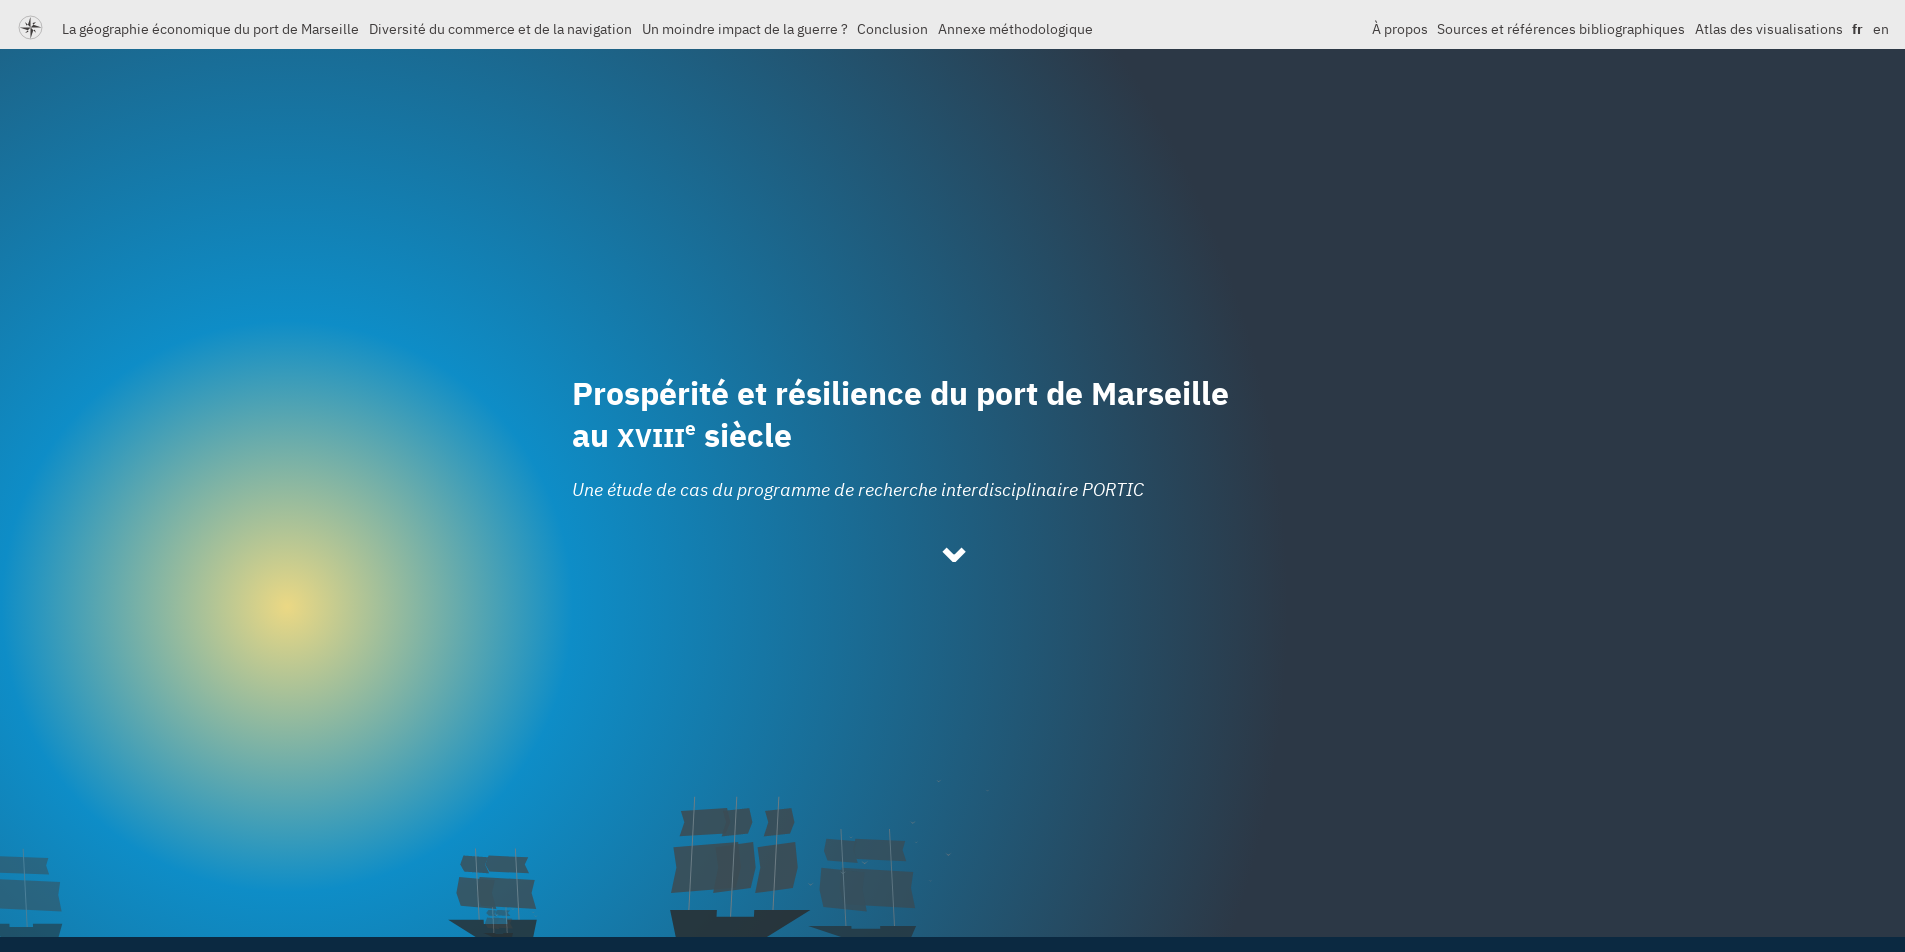 La géographie économique du port de Marseille Diversité du commerce et de la navigation Un moindre impact de la guerre ? Conclusion Annexe méthodologique À propos Sources et références bibliographiques Atlas des visualisations fr en
Prospérité et résilience du port de Marseille
au XVIIIe siècle
Une étude de cas du programme de recherche interdisciplinaire PORTIC